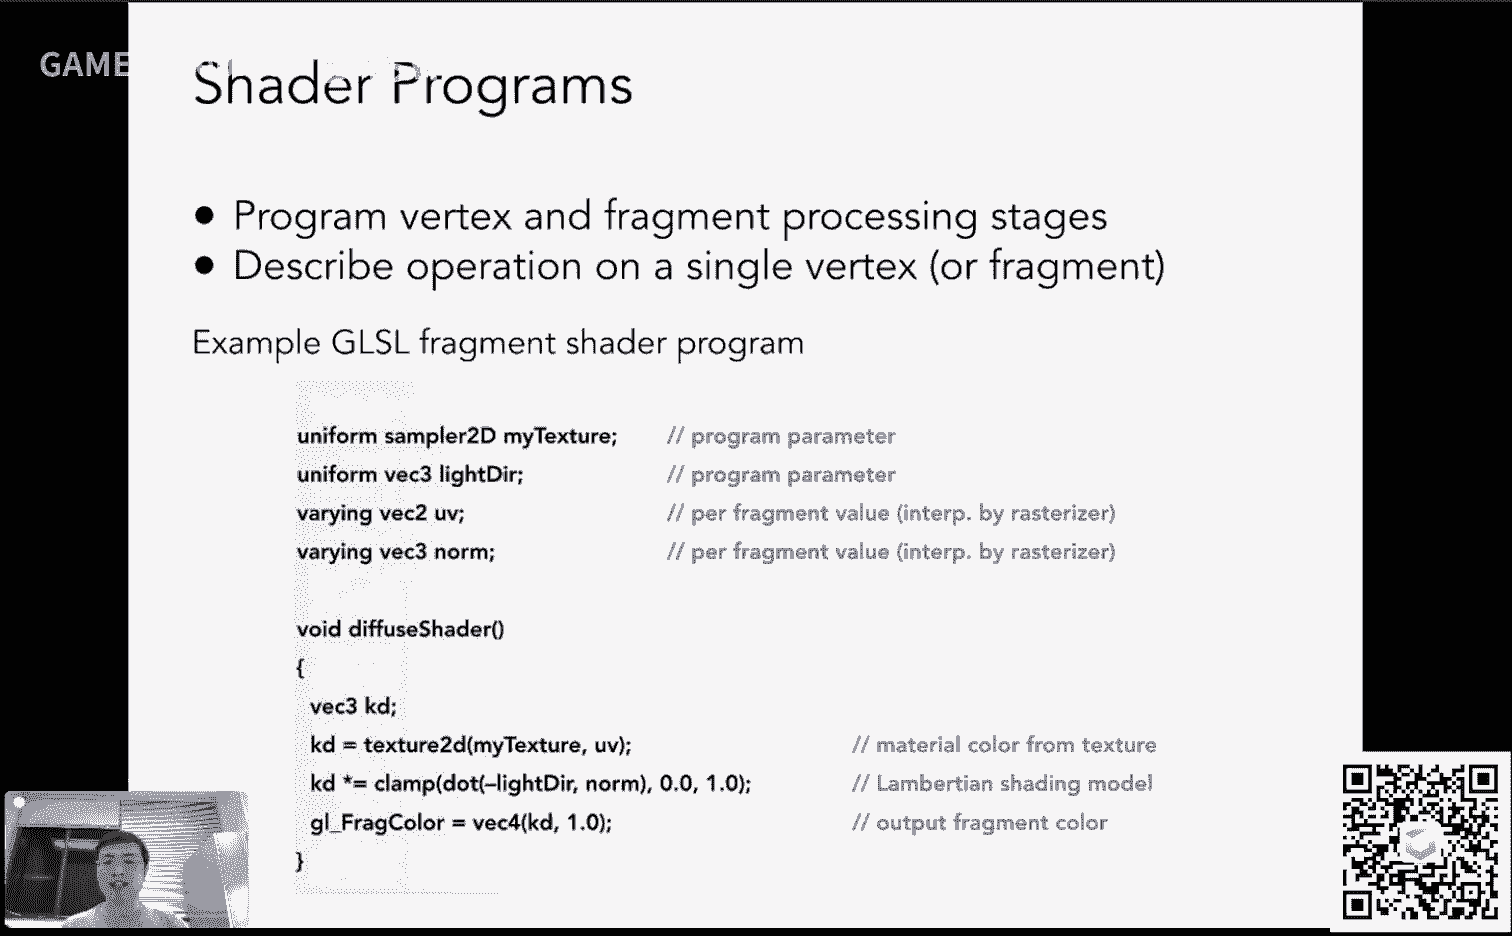 GAME
Shader Programs
● Program vertex and fragment processing stages
● Describe operation on a single vertex (or fragment)
Example GLSL fragment shader program
uniform sampler2D myTexture; // program parameter
uniform vec3 lightDir; // program parameter
varying vec2 uv; // per fragment value (interp. by rasterizer)
varying vec3 norm; // per fragment value (interp. by rasterizer)
void diffuseShader()
{
vec3 kd;
kd = texture2d(myTexture, uv); // material color from texture
kd *= clamp(dot(–lightDir, norm), 0.0, 1.0); // Lambertian shading model
gl_FragColor = vec4(kd, 1.0); // output fragment color
}